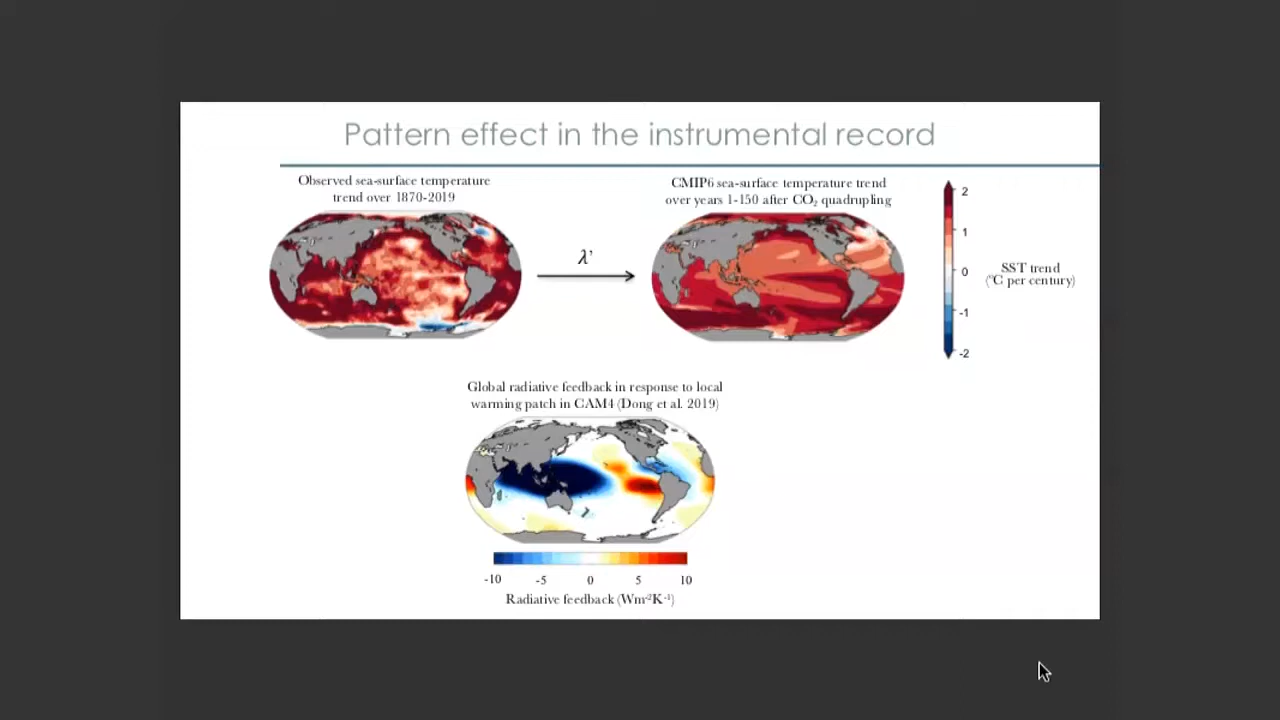 Pattern effect in the instrumental record
Observed sea-surface temperature
trend over 1870-2019
λ'
CMIP6 sea-surface temperature trend
over years 1-150 after CO₂ quadrupling
2
1
0
-1
-2
SST trend
(°C per century)
Global radiative feedback in response to local
warming patch in CAM4 (Dong et al. 2019)
-10 -5 0 5 10
Radiative feedback (Wm⁻²K⁻¹)